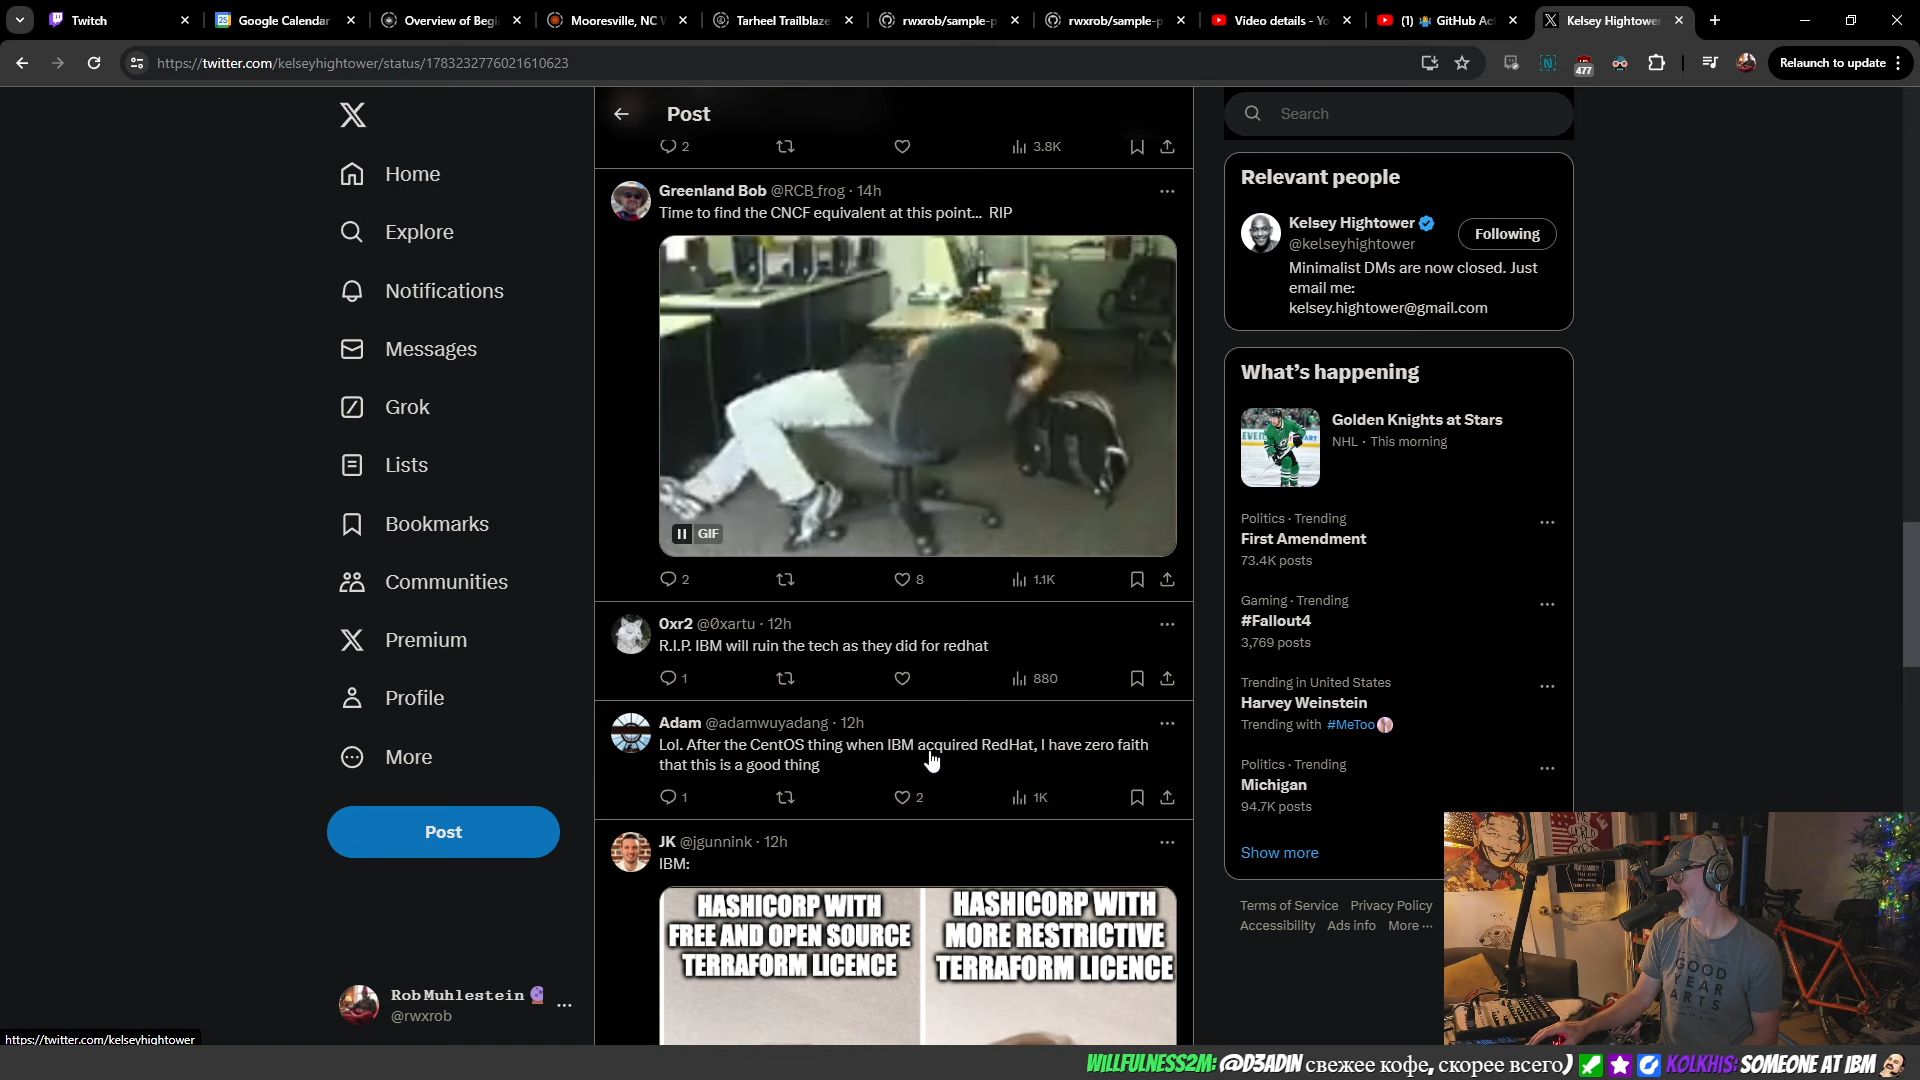 Twitch
Google Calendar
Overview of Begi
Mooresville, NC W
Tarheel Trailblaze
rwxrob/sample-p
rwxrob/sample-p
Video details - Yo
(1) GitHub Ac
Kelsey Hightower
https://twitter.com/kelseyhightower/status/1783232776021610623
477
Relaunch to update
Home
Explore
Notifications
Messages
Grok
Lists
Bookmarks
Communities
Premium
Profile
More
Post
RobMuhlestein
@rwxrob
https://twitter.com/kelseyhightower
Post
2
3.8K
Greenland Bob @RCB_frog · 14h
Time to find the CNCF equivalent at this point... RIP
GIF
2
8
1.1K
0xr2 @0xartu · 12h
R.I.P. IBM will ruin the tech as they did for redhat
1
880
Adam @adamwuyadang · 12h
Lol. After the CentOS thing when IBM acquired RedHat, I have zero faith
that this is a good thing
1
2
1K
JK @jgunnink · 12h
IBM:
HASHICORP WITH
FREE AND OPEN SOURCE
TERRAFORM LICENCE
HASHICORP WITH
MORE RESTRICTIVE
TERRAFORM LICENCE
Search
Relevant people
Kelsey Hightower
@kelseyhightower
Following
Minimalist DMs are now closed. Just
email me:
kelsey.hightower@gmail.com
What's happening
Golden Knights at Stars
NHL · This morning
Politics · Trending
First Amendment
73.4K posts
Gaming · Trending
#Fallout4
3,769 posts
Trending in United States
Harvey Weinstein
Trending with #MeToo
Politics · Trending
Michigan
94.7K posts
Show more
Terms of Service Privacy Policy
Accessibility Ads info More ···
GOOD
YEAR
ARTS
WILLFULNESS2M: @D3ADIN свежее кофе, скорее всего) KOLKHIS: SOMEONE AT IBM